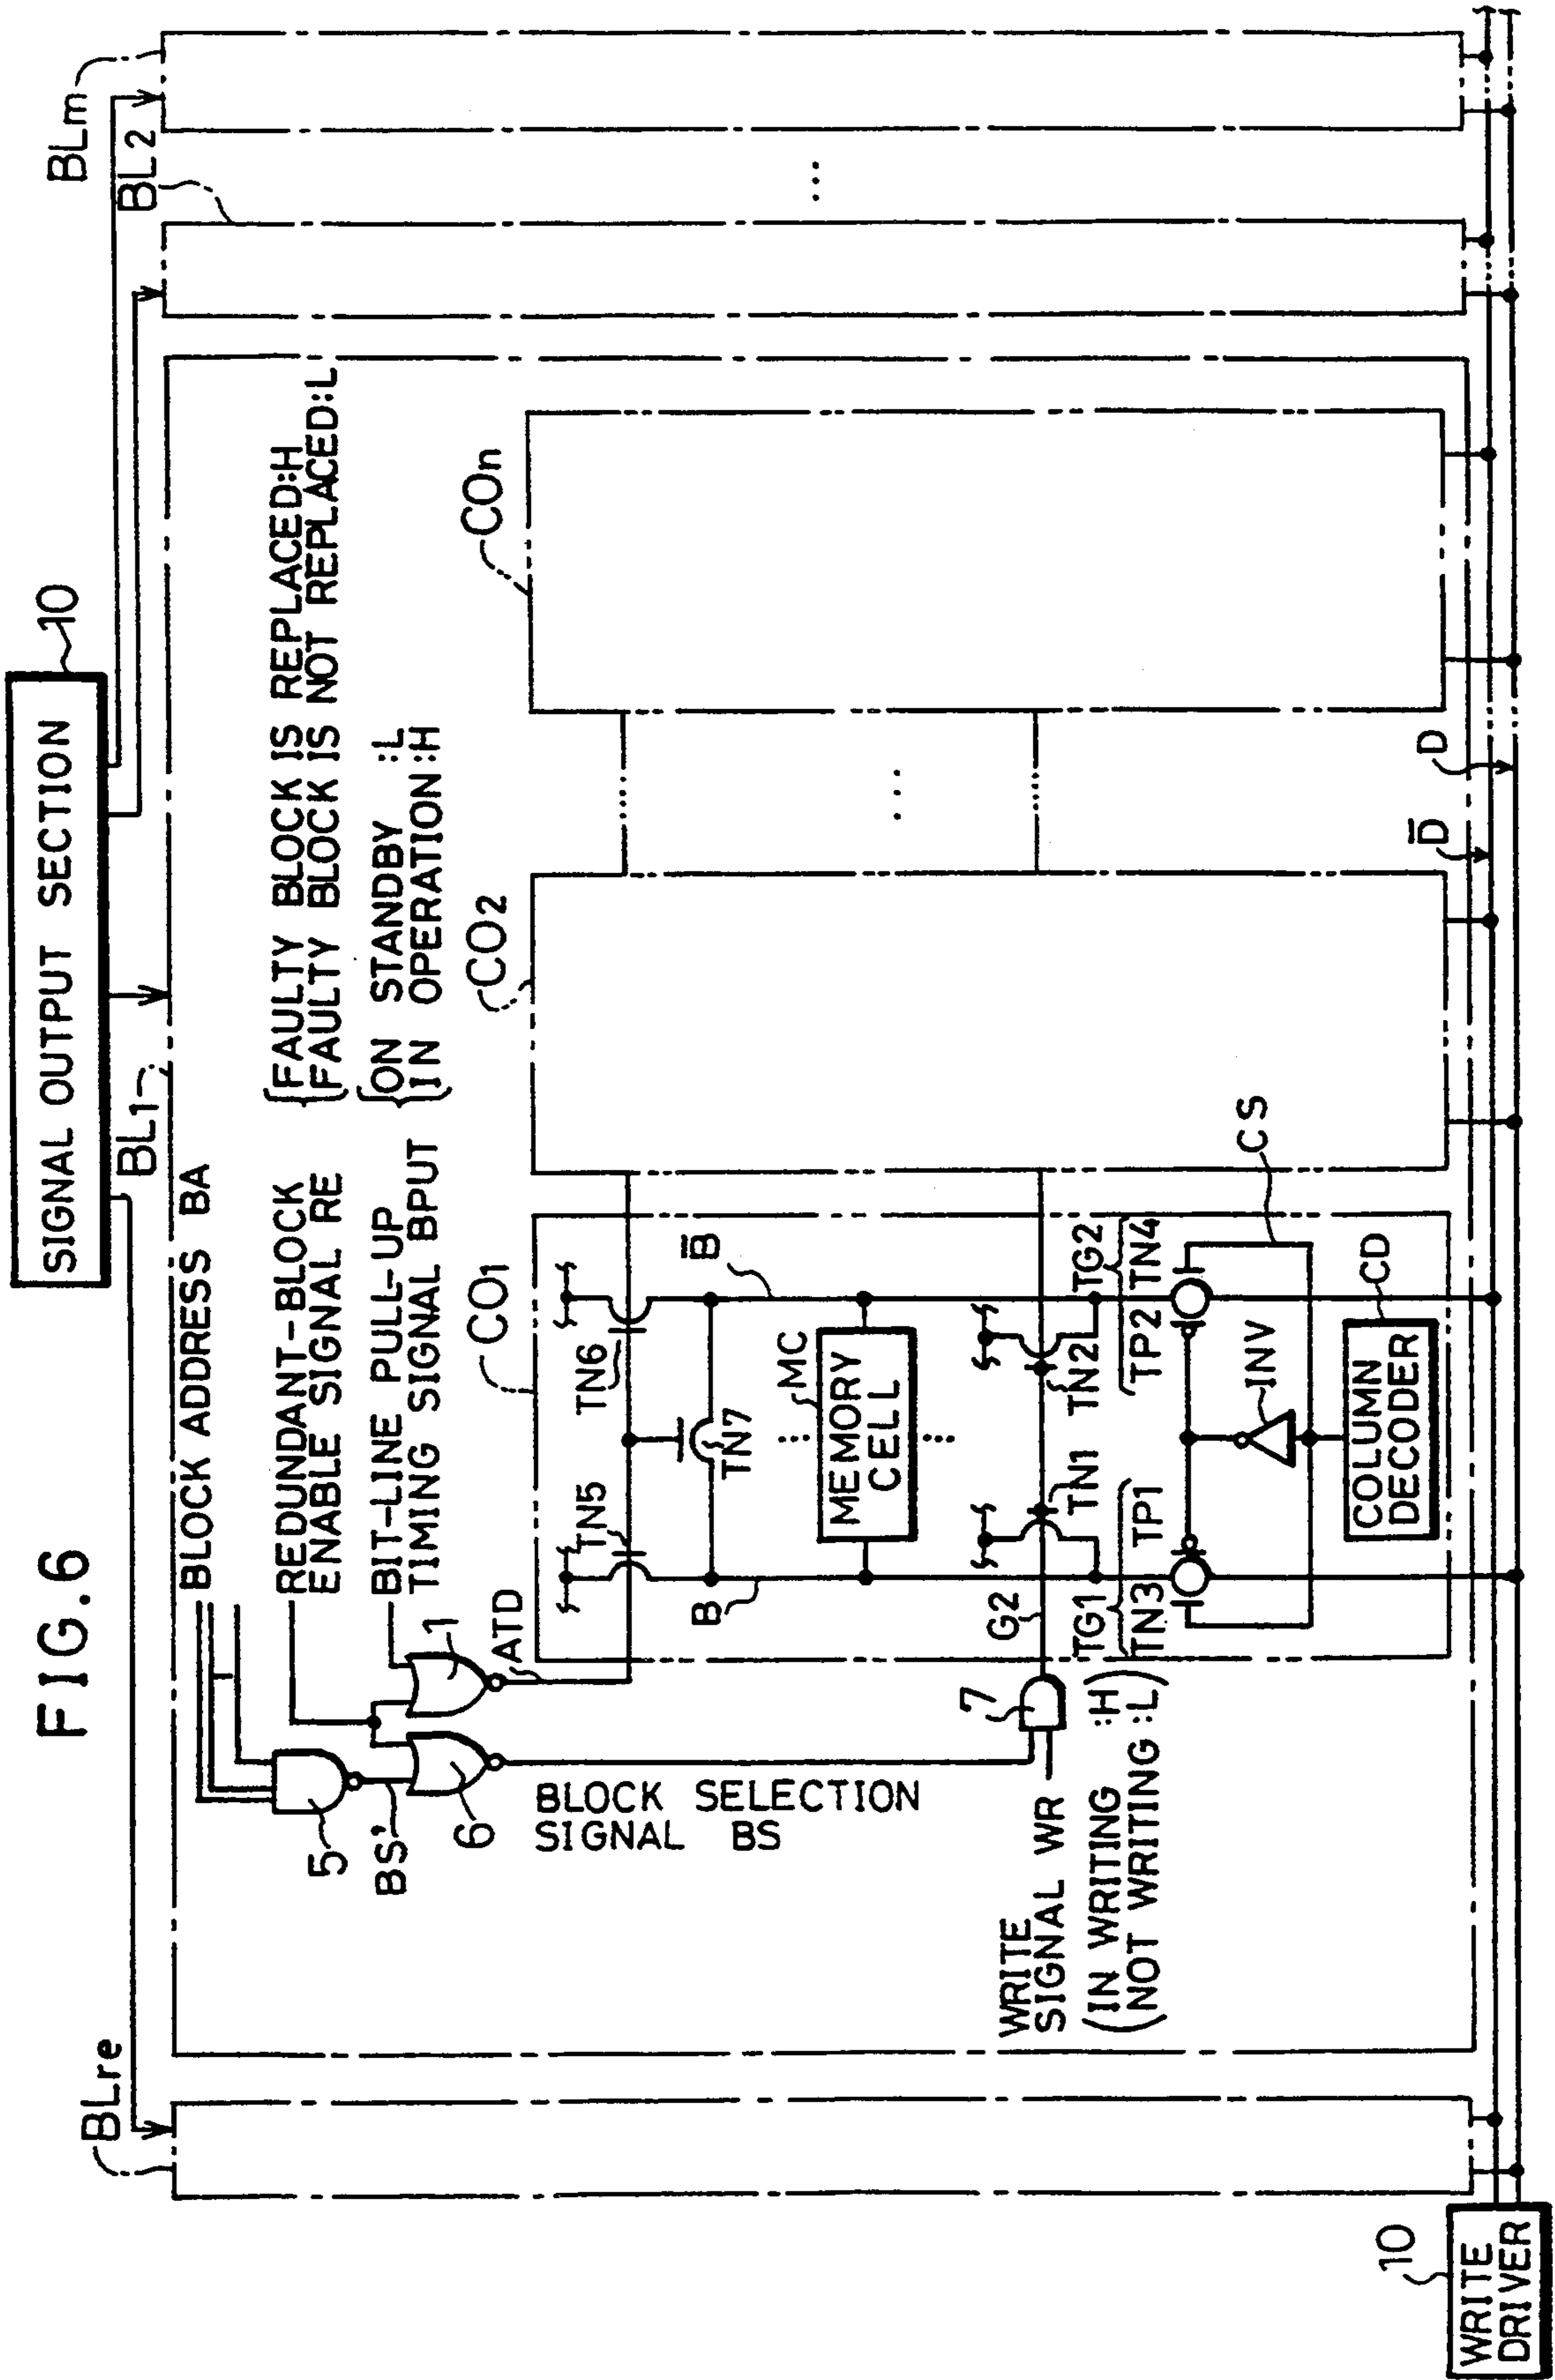 FIG.6
SIGNAL OUTPUT SECTION
10
BLre
BL1
BL2
BLm
BLOCK ADDRESS BA
REDUNDANT-BLOCK
ENABLE SIGNAL RE
{FAULTY BLOCK IS REPLACED:H
{FAULTY BLOCK IS NOT REPLACED:L
BIT-LINE PULL-UP
TIMING SIGNAL BPUT
{ON STANDBY :L
{IN OPERATION:H
5
BS'
6
1
ATD
BLOCK SELECTION
SIGNAL BS
CO1
CO2
COn
TN5
TN6
TN7
B
B̅
MC
MEMORY
CELL
...
...
...
...
...
...
7
G2
TN1
TN2
WRITE
SIGNAL WR
(IN WRITING :H)
(NOT WRITING :L)
TG1
TN3 TP1
TG2
TP2 TN4
INV
CS
CD
COLUMN
DECODER
D̅
D
10
WRITE
DRIVER